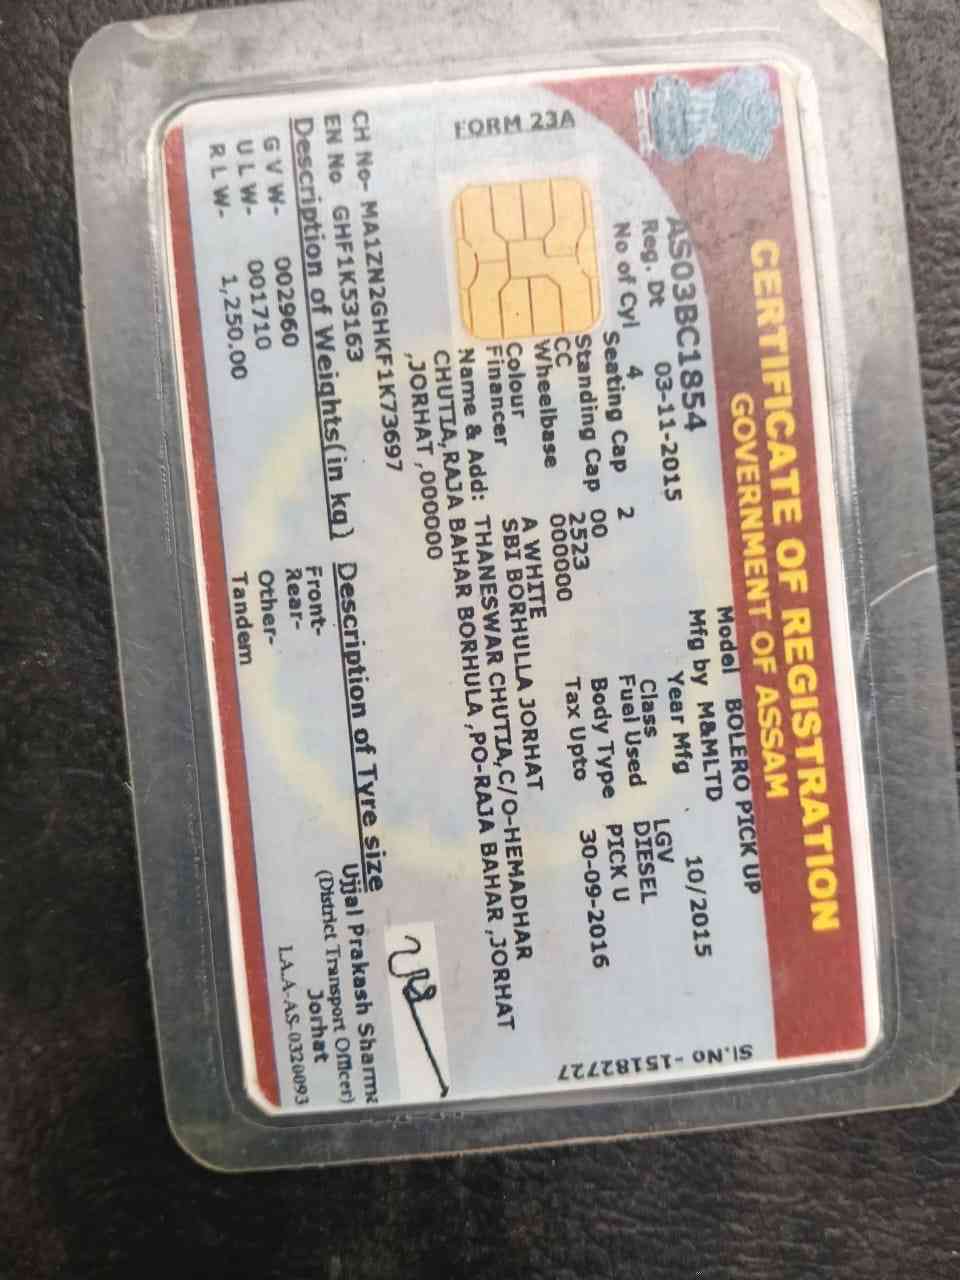 CERTIFICATE OF REGISTRATION
GOVERNMENT OF ASSAM
FORM 23A
AS03BC1854
Reg. Dt 03-11-2015
No of Cyl 4
Seating Cap 2
Standing Cap 00
CC 2523
Wheelbase 000000
Colour A WHITE
Financer SBI BORHULLA JORHAT
Name & Add: THANESWAR CHUTIA,C/O-HEMADHAR
CHUTIA,RAJA BAHAR BORHULA ,PO-RAJA BAHAR ,JORHAT
,JORHAT ,000000
Model BOLERO PICK UP
Mfg by M&MLTD
Year Mfg 10/2015
Class LGV
Fuel Used DIESEL
Body Type PICK U
Tax Upto 30-09-2016
Sl.No -15182727
CH No- MA1ZN2GHKF1K73697
EN No GHF1K53163
Description of Weights(in kg) Description of Tyre size
G V W- 002960 Front-
U L W- 001710 Rear-
R L W- 1,250.00 Other-
Tandem
Ujjal Prakash Sharma
(District Transport Officer)
Jorhat
I.A.A-AS-0320093